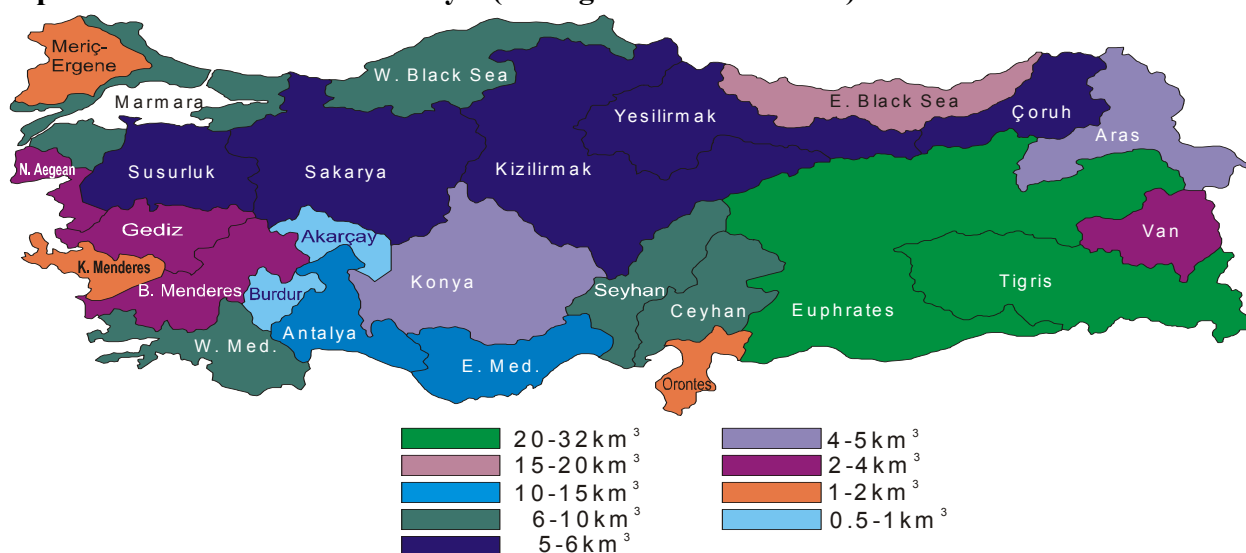 Meriç-
Ergene
Marmara
W. Black Sea
E. Black Sea
Yesilirmak
Çoruh
Aras
N. Aegean
Susurluk
Sakarya
Kizilirmak
Gediz
Akarçay
Van
K. Menderes
B. Menderes
Burdur
Konya
Seyhan
Tigris
Ceyhan
Euphrates
Antalya
W. Med.
E. Med.
Orontes
20-32km³
15-20km³
10-15km³
6-10km³
5-6km³
4-5km³
2-4km³
1-2km³
0.5-1km³